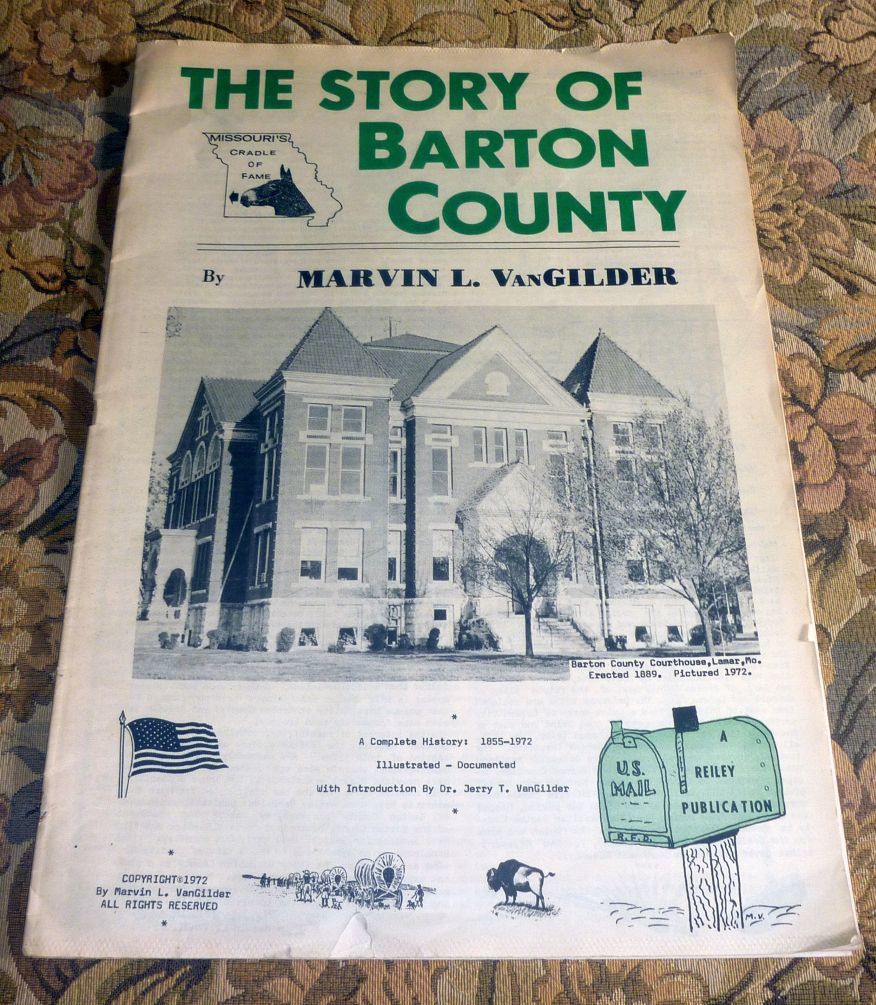 THE STORY OF
BARTON
COUNTY
MISSOURI'S
CRADLE
OF
FAME
By MARVIN L. VANGILDER
Barton County Courthouse, Lamar, Mo.
Erected 1889. Pictured 1972.
*
A Complete History: 1855-1972
Illustrated - Documented
With Introduction By Dr. Jerry T. VanGilder
*
U.S.
MAIL
R.F.D.
A
REILEY
PUBLICATION
*
COPYRIGHT©1972
By Marvin L. VanGilder
ALL RIGHTS RESERVED
*
M.V.